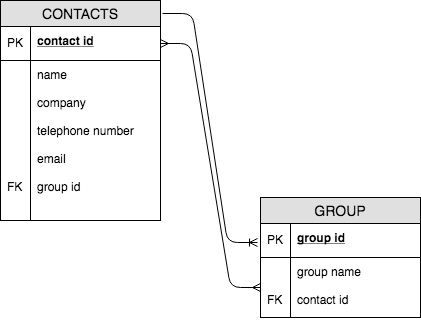 CONTACTS
PK contact id
name
company
telephone number
email
FK group id
GROUP
PK group id
group name
FK contact id